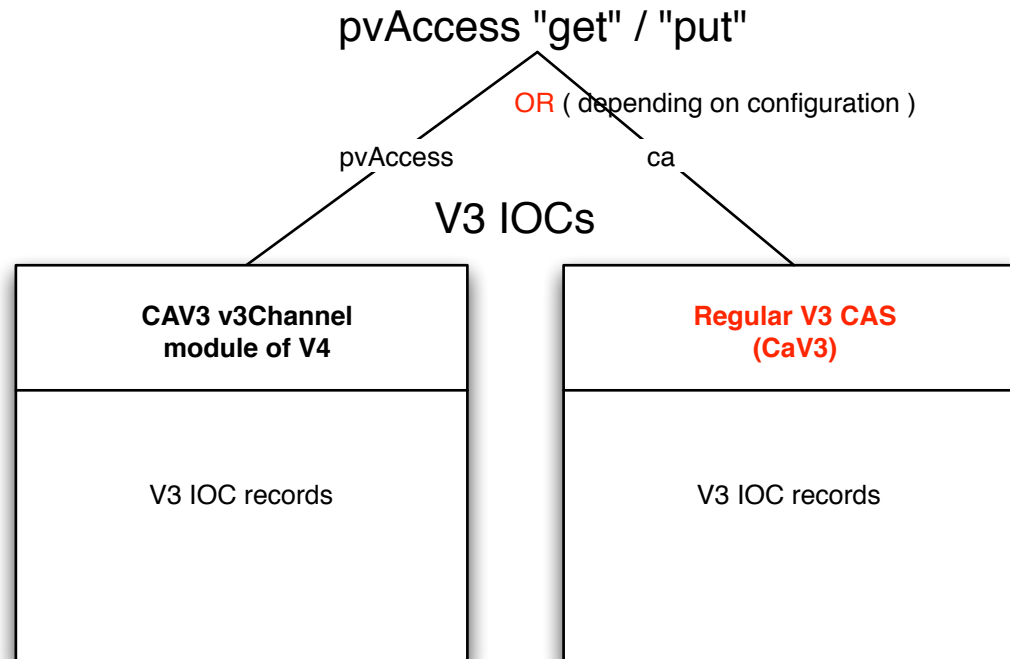 pvAccess "get" / "put"
OR ( depending on configuration )
pvAccess
ca
V3 IOCs
CAV3 v3Channel
module of V4
Regular V3 CAS
(CaV3)
V3 IOC records
V3 IOC records